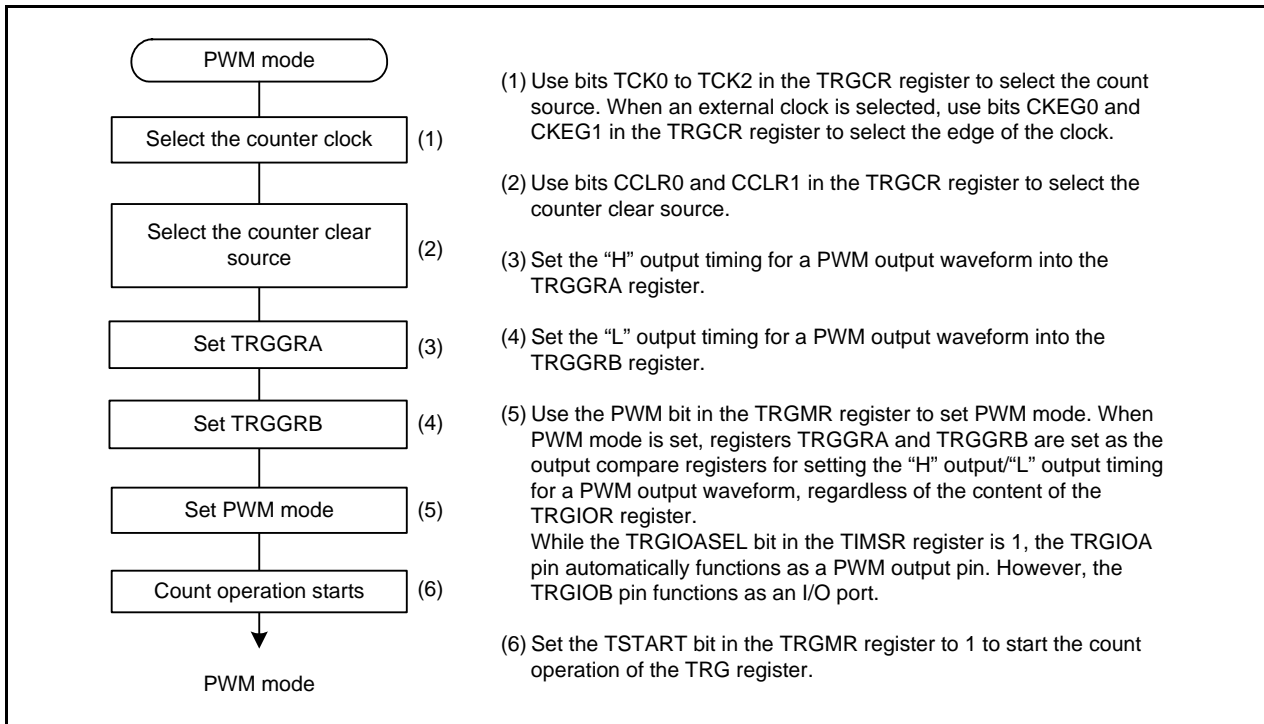 PWM mode
Select the counter clock
(1)
Select the counter clear
source
(2)
Set TRGGRA
(3)
Set TRGGRB
(4)
Set PWM mode
(5)
Count operation starts
(6)
PWM mode
(1) Use bits TCK0 to TCK2 in the TRGCR register to select the count
source. When an external clock is selected, use bits CKEG0 and
CKEG1 in the TRGCR register to select the edge of the clock.
(2) Use bits CCLR0 and CCLR1 in the TRGCR register to select the
counter clear source.
(3) Set the “H” output timing for a PWM output waveform into the
TRGGRA register.
(4) Set the “L” output timing for a PWM output waveform into the
TRGGRB register.
(5) Use the PWM bit in the TRGMR register to set PWM mode. When
PWM mode is set, registers TRGGRA and TRGGRB are set as the
output compare registers for setting the “H” output/“L” output timing
for a PWM output waveform, regardless of the content of the
TRGIOR register.
While the TRGIOASEL bit in the TIMSR register is 1, the TRGIOA
pin automatically functions as a PWM output pin. However, the
TRGIOB pin functions as an I/O port.
(6) Set the TSTART bit in the TRGMR register to 1 to start the count
operation of the TRG register.